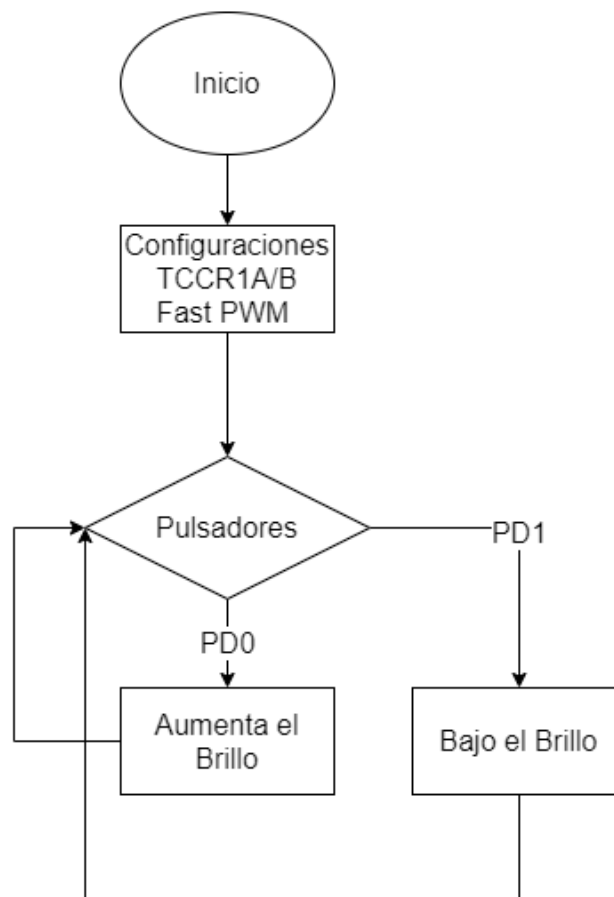 Inicio
Configuraciones
TCCR1A/B
Fast PWM
Pulsadores
PD1
PD0
Aumenta el
Brillo
Bajo el Brillo